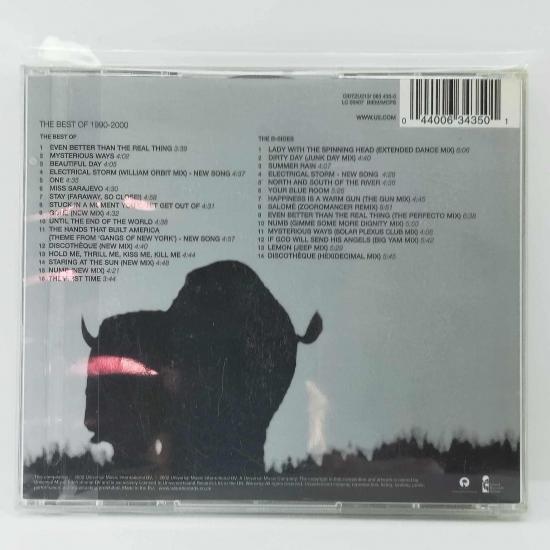 CIDTZU213/ 063 430-0
LC 00407 BIEM/MCPS
WWW.U2.COM
0 44006 34350 1
THE BEST OF 1990-2000
THE BEST OF
1 EVEN BETTER THAN THE REAL THING 3:39
2 MYSTERIOUS WAYS 4:02
3 BEAUTIFUL DAY 4:05
4 ELECTRICAL STORM (WILLIAM ORBIT MIX) - NEW SONG 4:37
5 ONE 4:35
6 MISS SARAJEVO 4:30
7 STAY (FARAWAY, SO CLOSE!) 4:58
8 STUCK IN A MOMENT YOU CAN'T GET OUT OF 4:31
9 GONE (NEW MIX) 4:32
10 UNTIL THE END OF THE WORLD 4:38
11 THE HANDS THAT BUILT AMERICA
(THEME FROM 'GANGS OF NEW YORK') - NEW SONG 4:57
12 DISCOTHÈQUE (NEW MIX) 4:40
13 HOLD ME, THRILL ME, KISS ME, KILL ME 4:44
14 STARING AT THE SUN (NEW MIX) 4:48
15 NUMB (NEW MIX) 4:21
16 THE FIRST TIME 3:44
THE B-SIDES
1 LADY WITH THE SPINNING HEAD (EXTENDED DANCE MIX) 6:06
2 DIRTY DAY (JUNK DAY MIX) 4:40
3 SUMMER RAIN 4:07
4 ELECTRICAL STORM - NEW SONG 4:28
5 NORTH AND SOUTH OF THE RIVER 4:38
6 YOUR BLUE ROOM 5:28
7 HAPPINESS IS A WARM GUN (THE GUN MIX) 4:45
8 SALOMÉ (ZOOROMANCER REMIX) 5:53
9 EVEN BETTER THAN THE REAL THING (THE PERFECTO MIX) 6:38
10 NUMB (GIMME SOME MORE DIGNITY MIX) 5:00
11 MYSTERIOUS WAYS (SOLAR PLEXUS CLUB MIX) 4:08
12 IF GOD WILL SEND HIS ANGELS (BIG YAM MIX) 5:42
13 LEMON (JEEP MIX) 5:29
14 DISCOTHÈQUE (HEXIDECIMAL MIX) 5:45